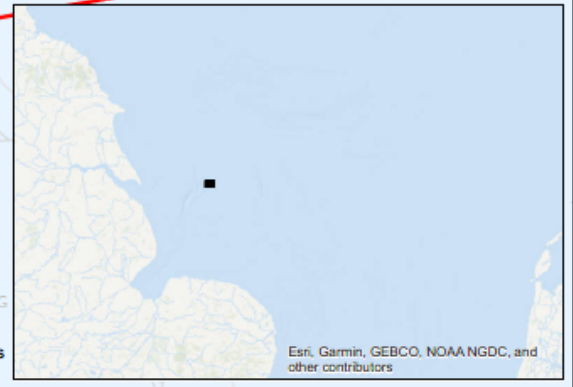 G
s
Esri, Garmin, GEBCO, NOAA NGDC, and
other contributors